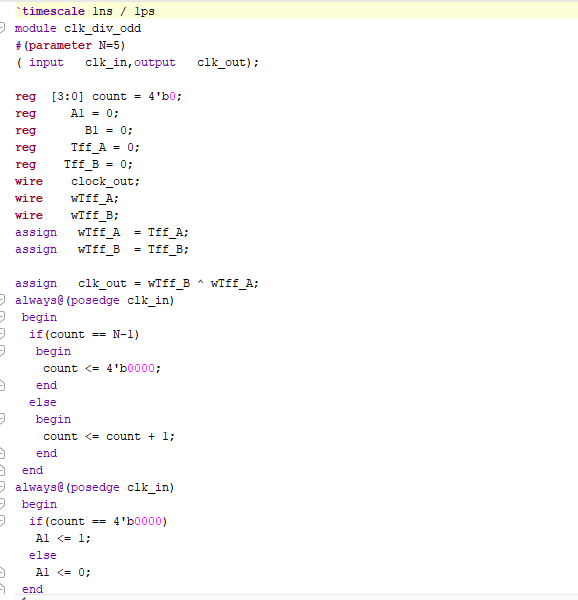 `timescale 1ns / 1ps
module clk_div_odd
#(parameter N=5)
( input   clk_in,output   clk_out);
reg  [3:0] count = 4'b0;
reg     A1 = 0;
reg       B1 = 0;
reg     Tff_A = 0;
reg    Tff_B = 0;
wire    clock_out;
wire    wTff_A;
wire    wTff_B;
assign   wTff_A  = Tff_A;
assign   wTff_B  = Tff_B;
assign   clk_out = wTff_B ^ wTff_A;
always@(posedge clk_in)
 begin
  if(count == N-1)
   begin
    count <= 4'b0000;
   end
  else
   begin
    count <= count + 1;
   end
 end
always@(posedge clk_in)
 begin
  if(count == 4'b0000)
   A1 <= 1;
  else
   A1 <= 0;
 end